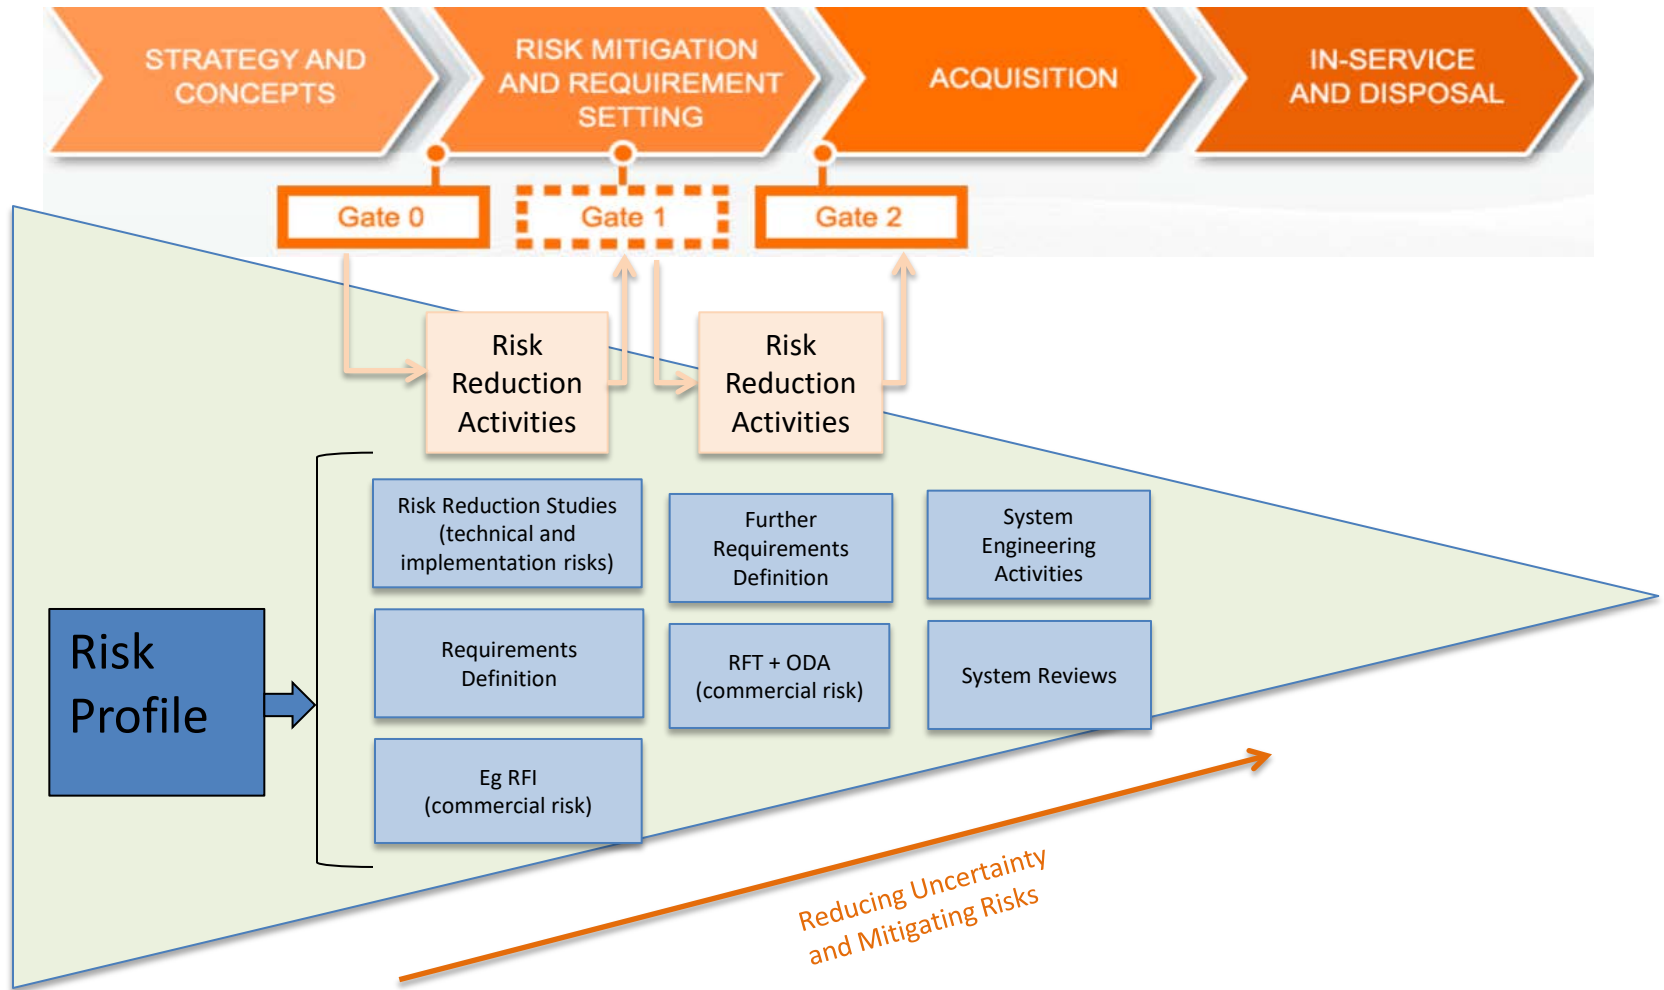 STRATEGY AND
CONCEPTS
RISK MITIGATION
AND REQUIREMENT
SETTING
ACQUISITION
IN-SERVICE
AND DISPOSAL
Gate 0
Gate 1
Gate 2
Risk
Reduction
Activities
Risk
Reduction
Activities
Risk
Profile
Risk Reduction Studies
(technical and
implementation risks)
Requirements
Definition
Eg RFI
(commercial risk)
Further
Requirements
Definition
RFT + ODA
(commercial risk)
System
Engineering
Activities
System Reviews
Reducing Uncertainty
and Mitigating Risks